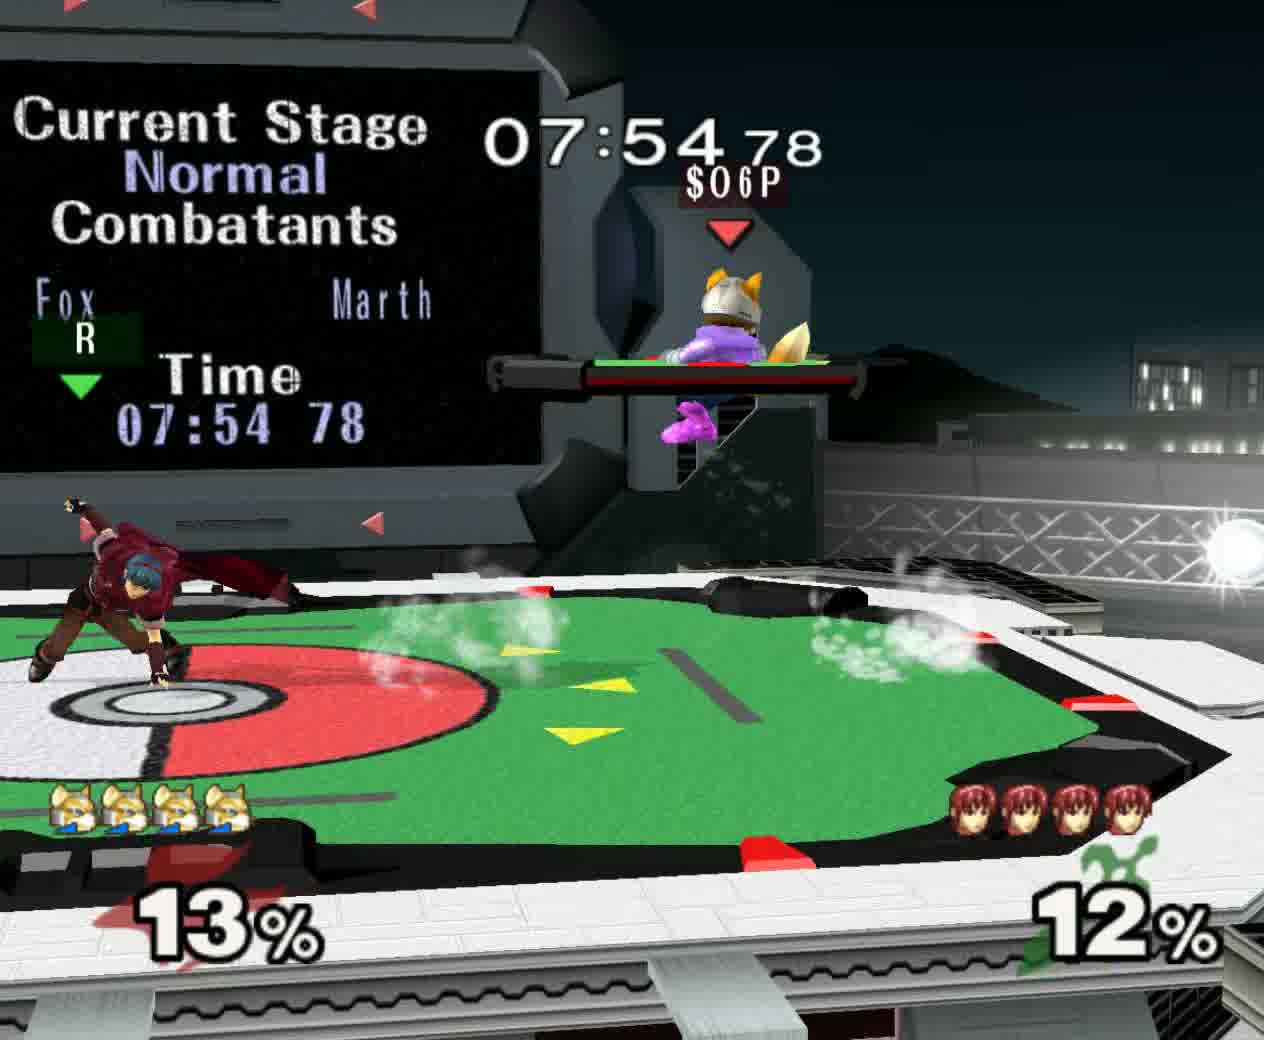 Current Stage
Normal
Combatants
Fox Marth
R
Time
07:54 78
07:54 78
$06P
13%
12%